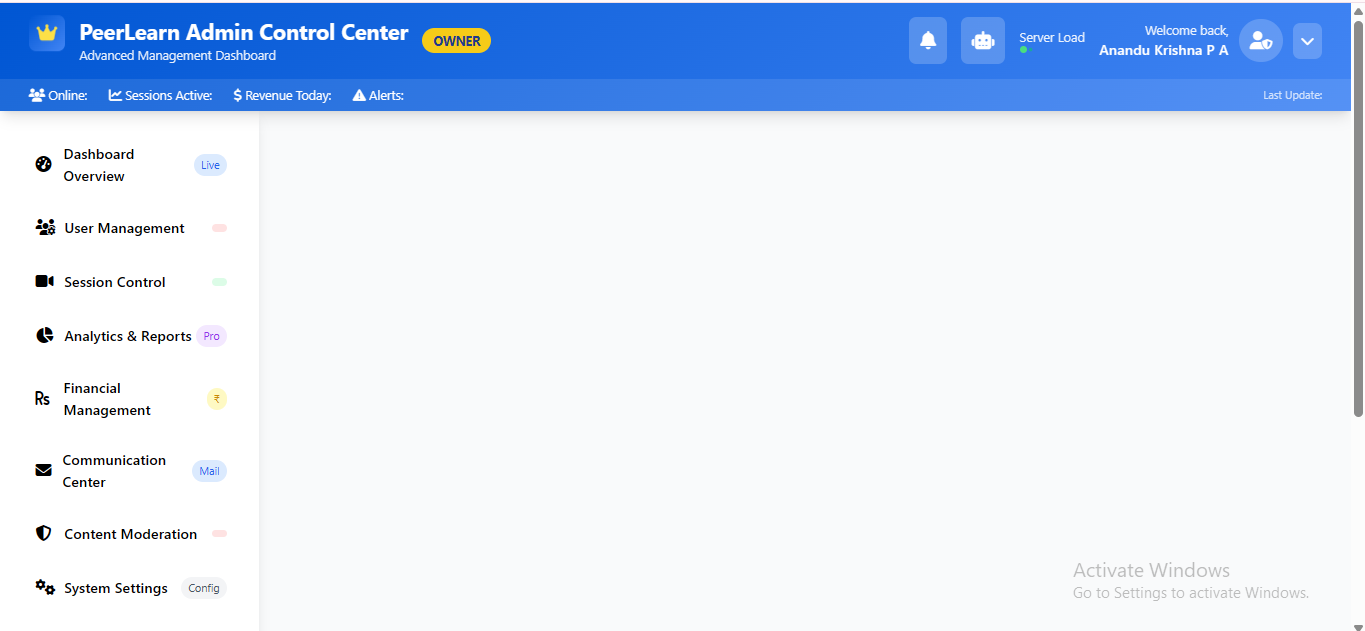 PeerLearn Admin Control Center
OWNER
Advanced Management Dashboard
Server Load
Welcome back,
Anandu Krishna P A
Online:
Sessions Active:
$ Revenue Today:
Alerts:
Last Update:
Dashboard
Overview
Live
User Management
Session Control
Analytics & Reports
Pro
Rs
Financial
Management
₹
Communication
Center
Mail
Content Moderation
System Settings
Config
Activate Windows
Go to Settings to activate Windows.